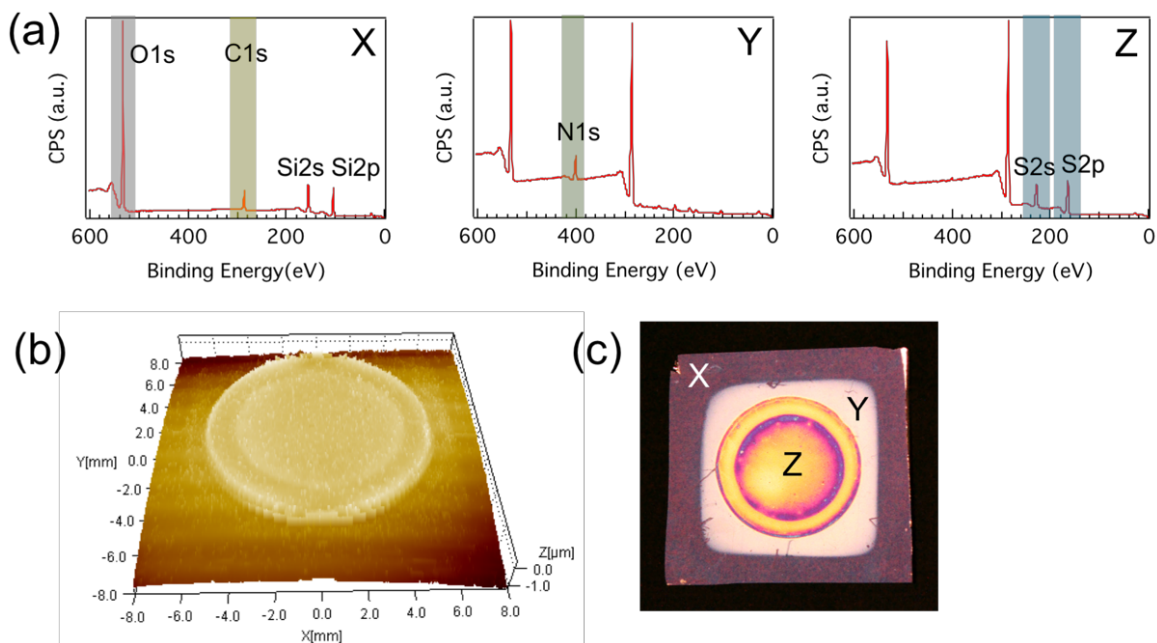 (a)
X
O1s
C1s
Si2s
Si2p
CPS (a.u.)
600
400
200
0
Binding Energy(eV)
Y
N1s
CPS (a.u.)
600
400
200
0
Binding Energy (eV)
Z
S2s
S2p
CPS (a.u.)
600
400
200
0
Binding Energy (eV)
(b)
8.0
6.0
4.0
2.0
Y[mm]
0.0
-2.0
-4.0
-6.0
-8.0
Z[µm]
0.0
-1.0
-8.0
-6.0
-4.0
-2.0
0.0
2.0
4.0
6.0
8.0
X[mm]
(c)
X
Y
Z